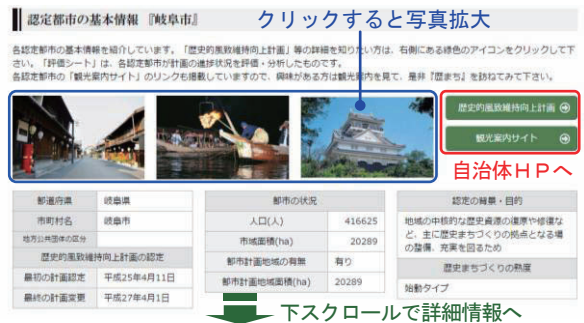 認定都市の基本情報 『岐阜市』
クリックすると写真拡大
各認定都市の基本情報を紹介しています。「歴史的風致維持向上計画」等の詳細を知りたい方は、右側にある緑色のアイコンをクリックして下
さい。「評価シート」は、各認定都市が計画の進捗状況を評価・分析したものです。
各認定都市の「観光案内サイト」のリンクも掲載していますので、興味がある方は観光案内を見て、是非『歴まち』を訪ねてみて下さい。
歴史的風致維持向上計画
観光案内サイト
自治体HPへ
都道府県 岐阜県
市町村名 岐阜市
地方公共団体の区分
歴史的風致維持向上計画の認定
最初の計画認定 平成25年4月11日
最終の計画変更 平成27年4月1日
都市の状況
人口(人) 416625
市域面積(ha) 20289
都市計画地域の有無 有り
都市計画地域面積(ha) 20289
認定の背景・目的
地域の中核的な歴史資源の復原や修復な
ど、主に歴史まちづくりの拠点となる場
の整備、充実を図るため
歴史まちづくりの熟度
始動タイプ
下スクロールで詳細情報へ